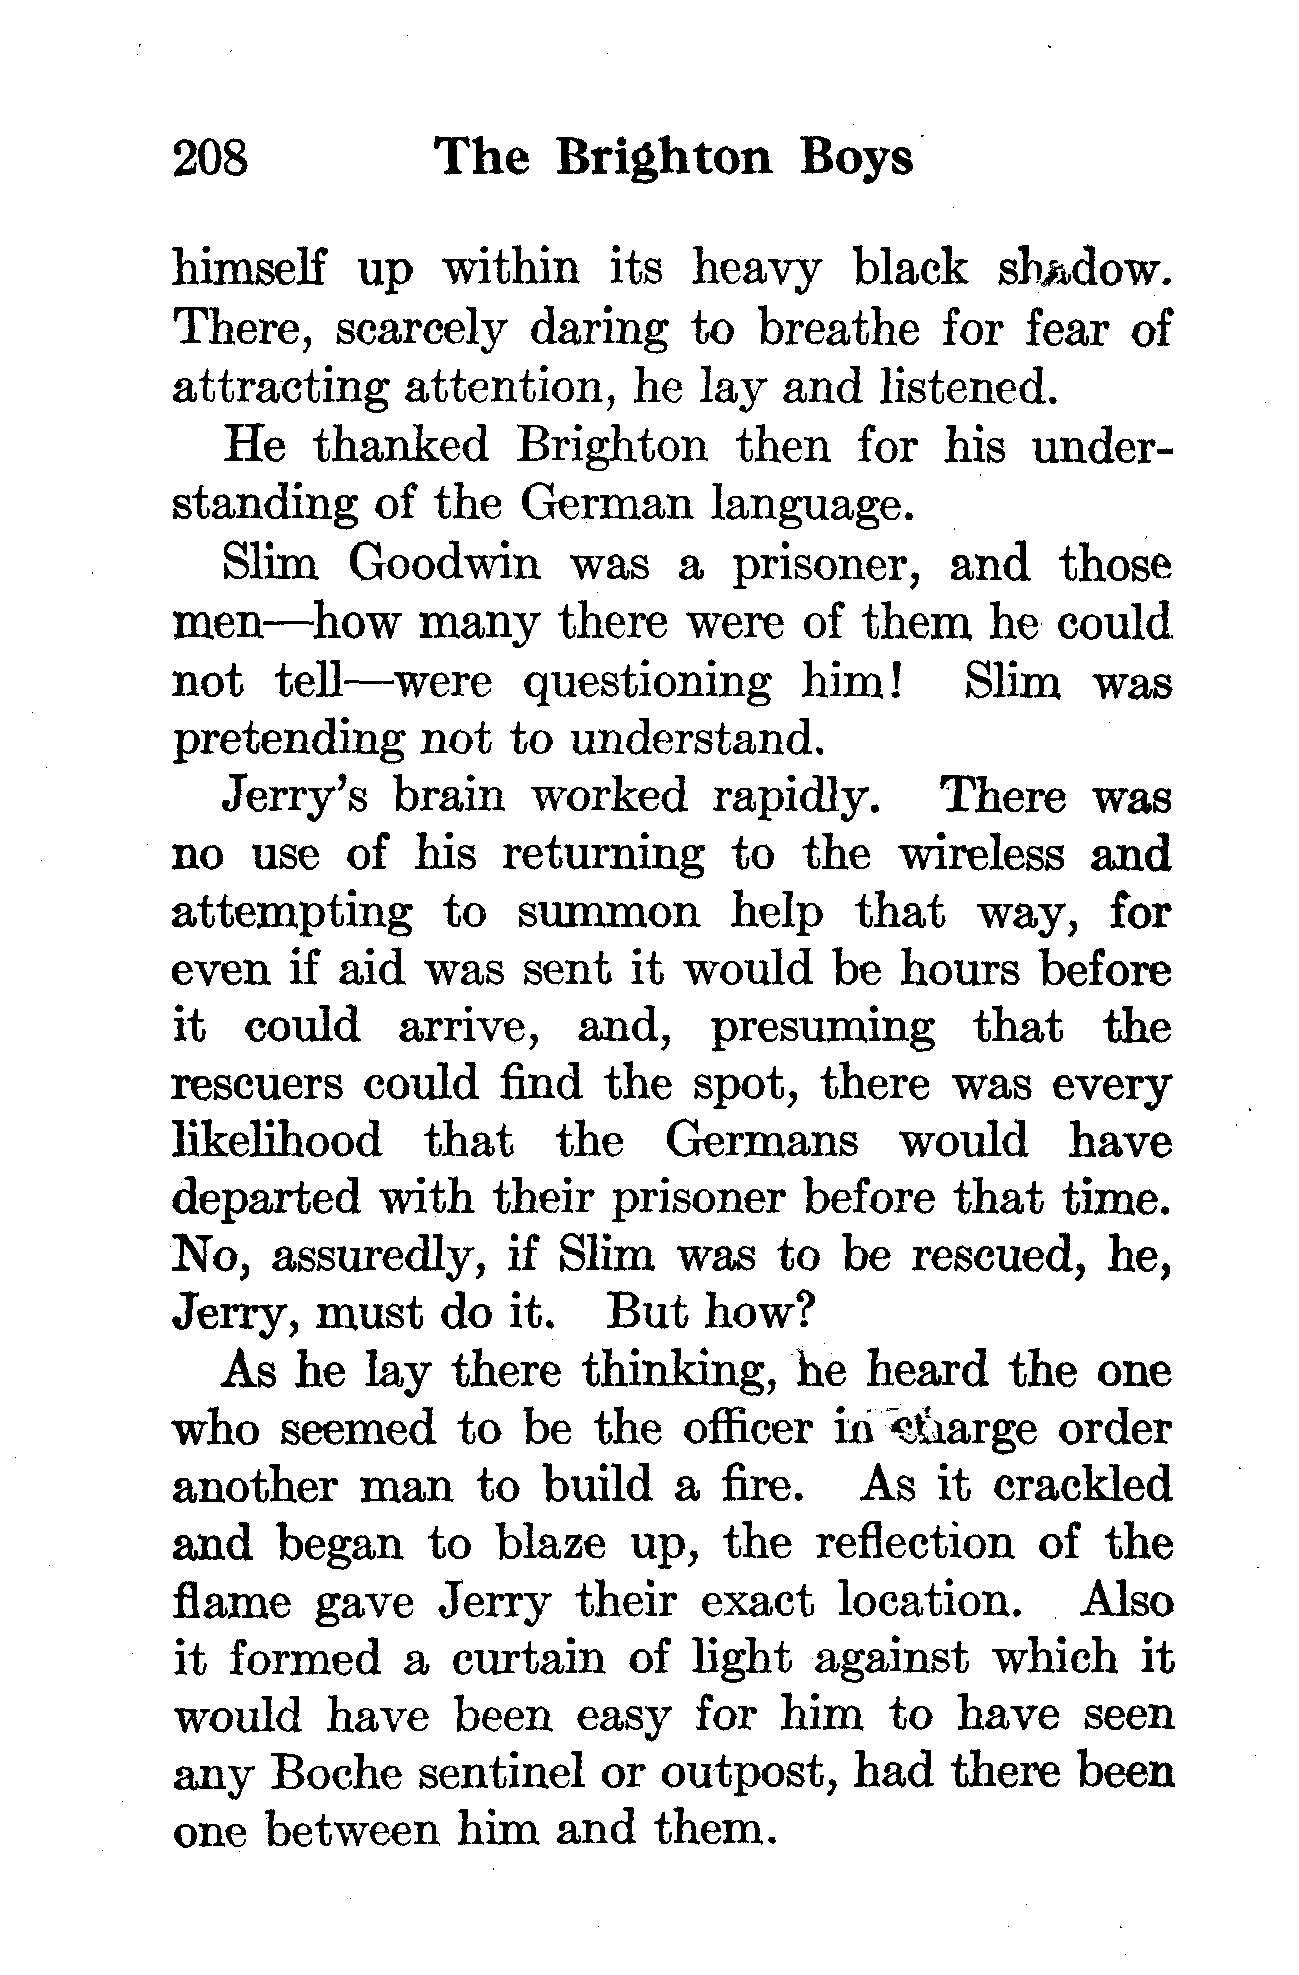 208 The Brighton Boys
himself up within its heavy black shadow.
There, scarcely daring to breathe for fear of
attracting attention, he lay and listened.
He thanked Brighton then for his under-
standing of the German language.
Slim Goodwin was a prisoner, and those
men—how many there were of them he could
not tell—were questioning him! Slim was
pretending not to understand.
Jerry's brain worked rapidly. There was
no use of his returning to the wireless and
attempting to summon help that way, for
even if aid was sent it would be hours before
it could arrive, and, presuming that the
rescuers could find the spot, there was every
likelihood that the Germans would have
departed with their prisoner before that time.
No, assuredly, if Slim was to be rescued, he,
Jerry, must do it. But how?
As he lay there thinking, he heard the one
who seemed to be the officer in charge order
another man to build a fire. As it crackled
and began to blaze up, the reflection of the
flame gave Jerry their exact location. Also
it formed a curtain of light against which it
would have been easy for him to have seen
any Boche sentinel or outpost, had there been
one between him and them.